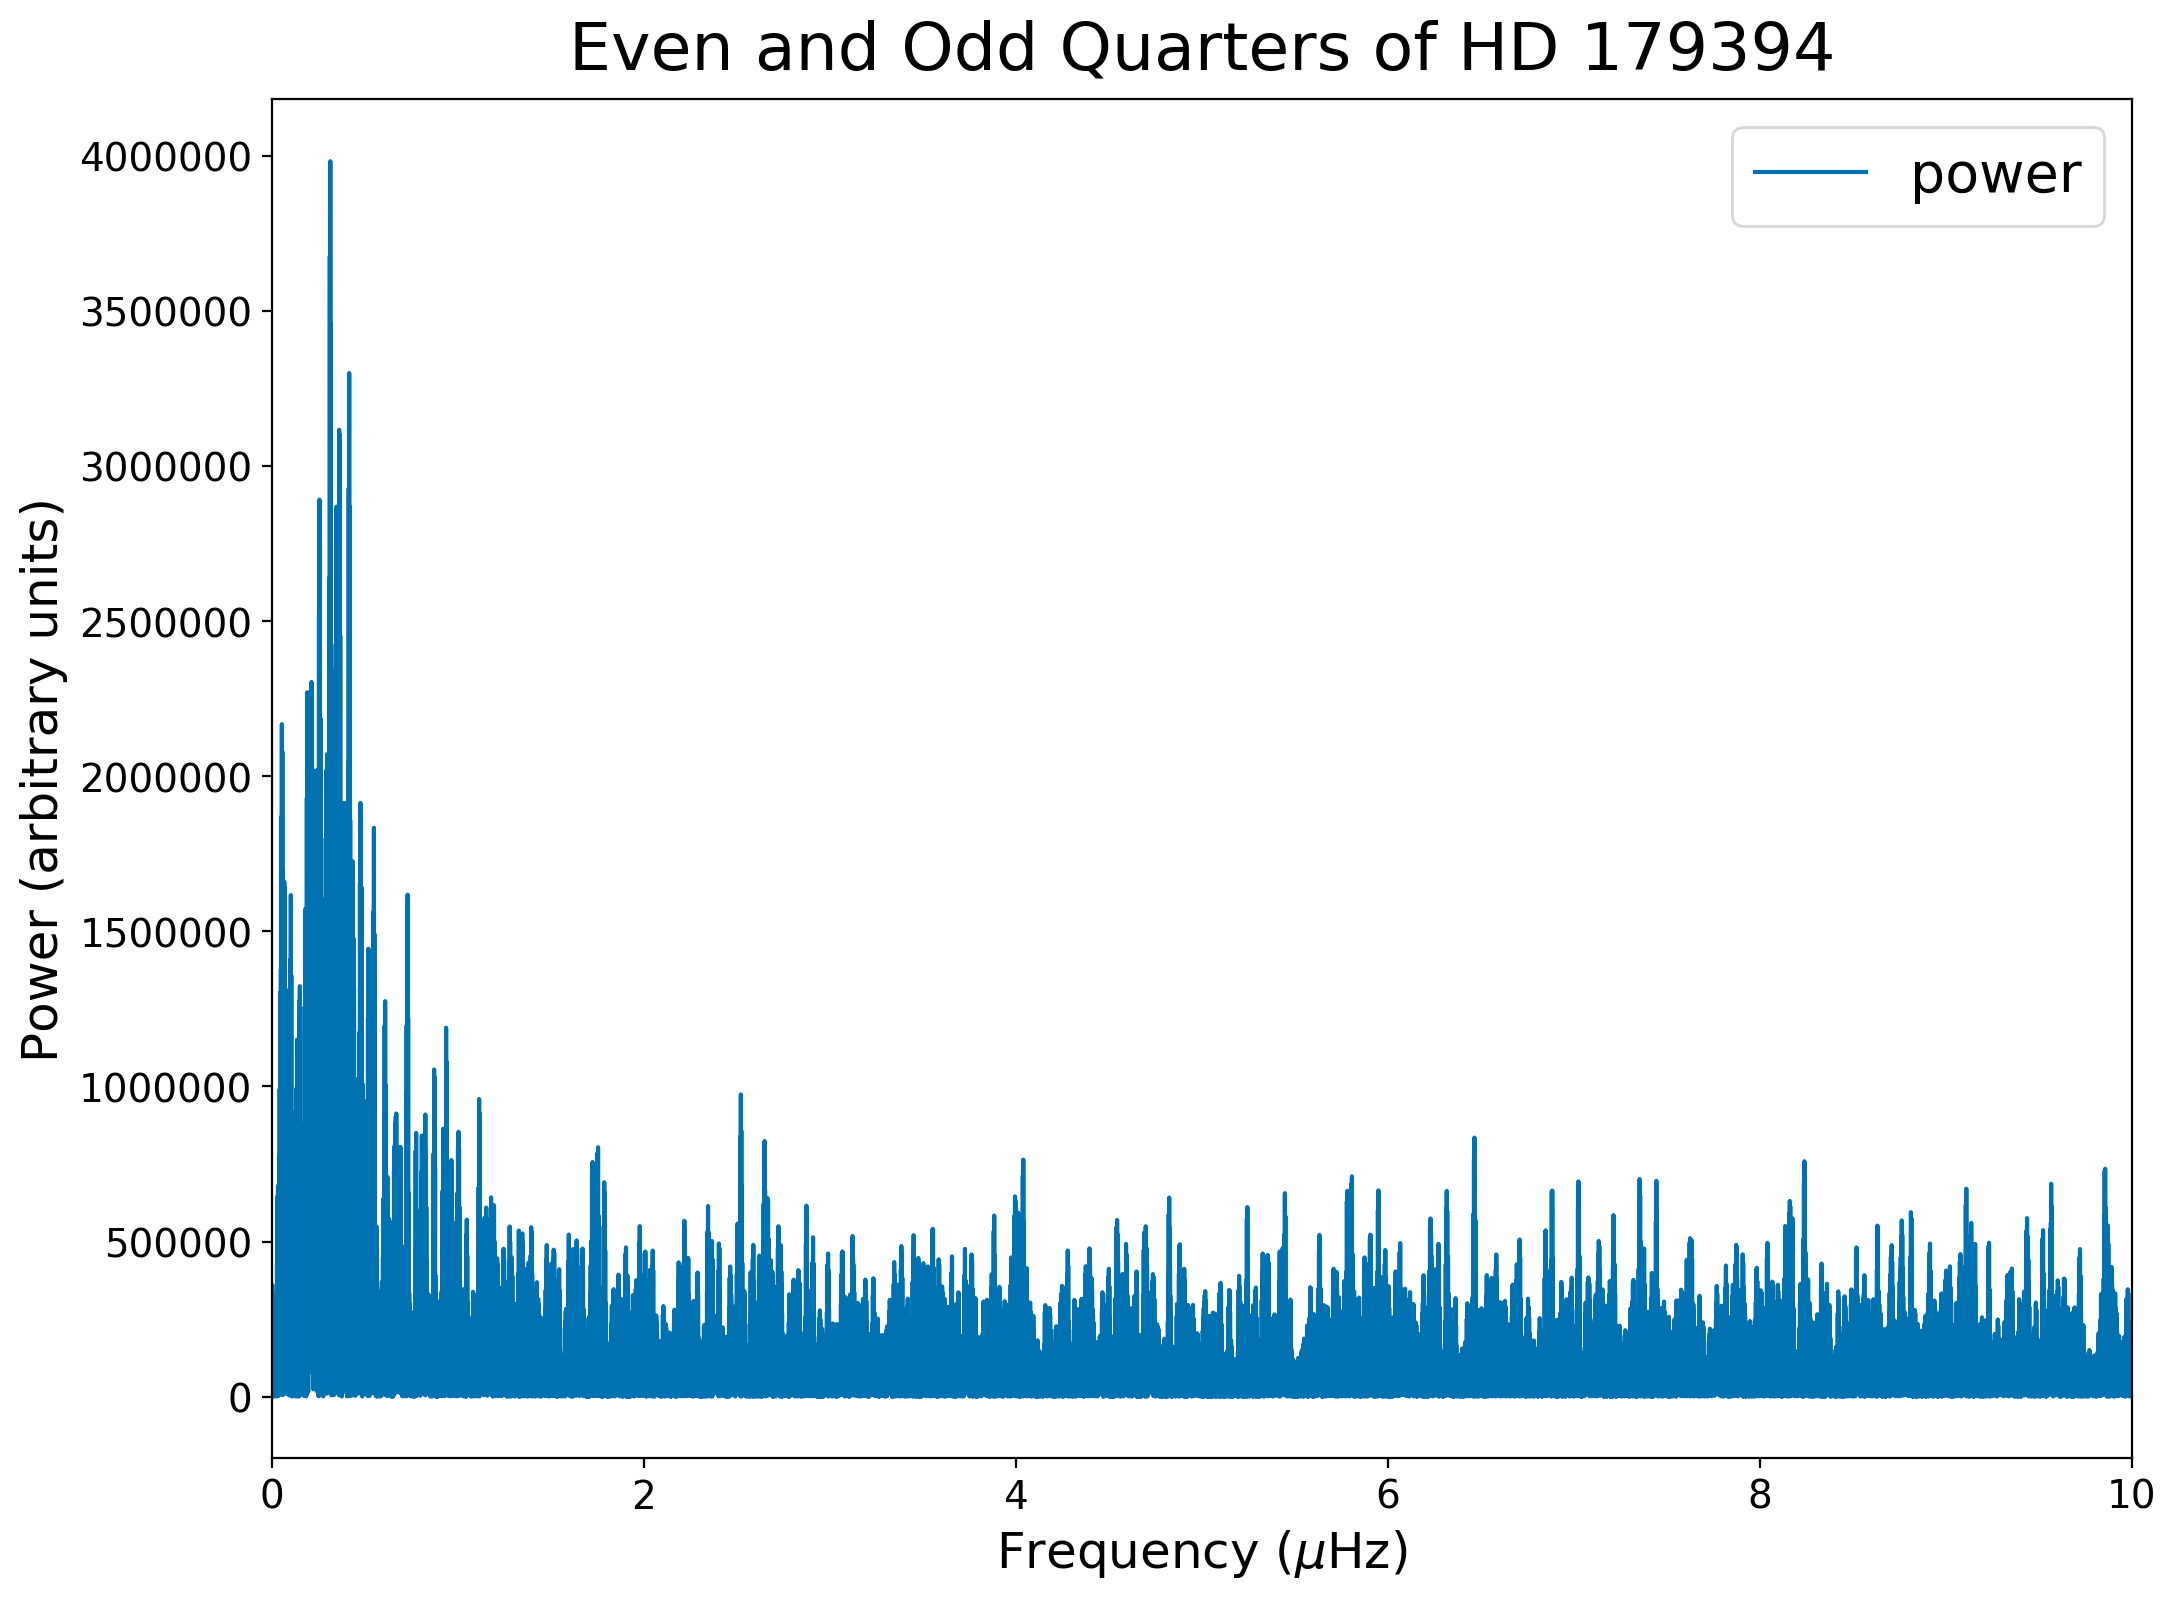 Even and Odd Quarters of HD 179394
power
Power (arbitrary units)
4000000
3500000
3000000
2500000
2000000
1500000
1000000
500000
0
0 2 4 6 8 10
Frequency (μHz)